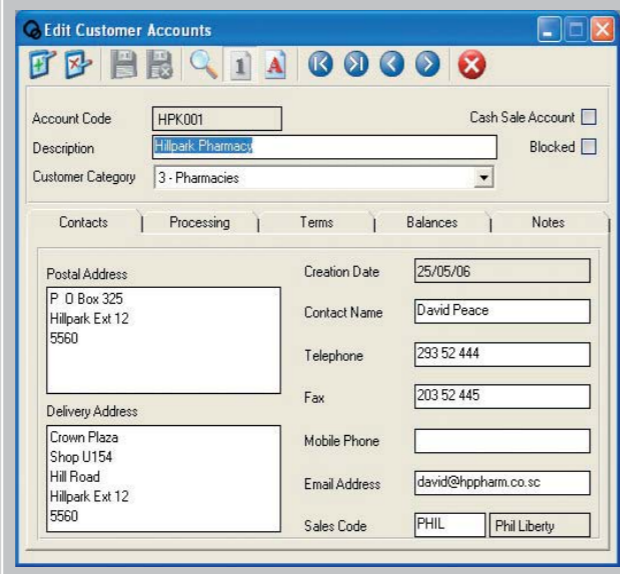 Edit Customer Accounts
1 A
Account Code HPK001 Cash Sale Account
Description Hillpark Pharmacy Blocked
Customer Category 3 - Pharmacies
Contacts Processing Terms Balances Notes
Postal Address
P O Box 325
Hillpark Ext 12
5560
Delivery Address
Crown Plaza
Shop U154
Hill Road
Hillpark Ext 12
5560
Creation Date 25/05/06
Contact Name David Peace
Telephone 293 52 444
Fax 203 52 445
Mobile Phone
Email Address david@hppharm.co.sc
Sales Code PHIL Phil Liberty